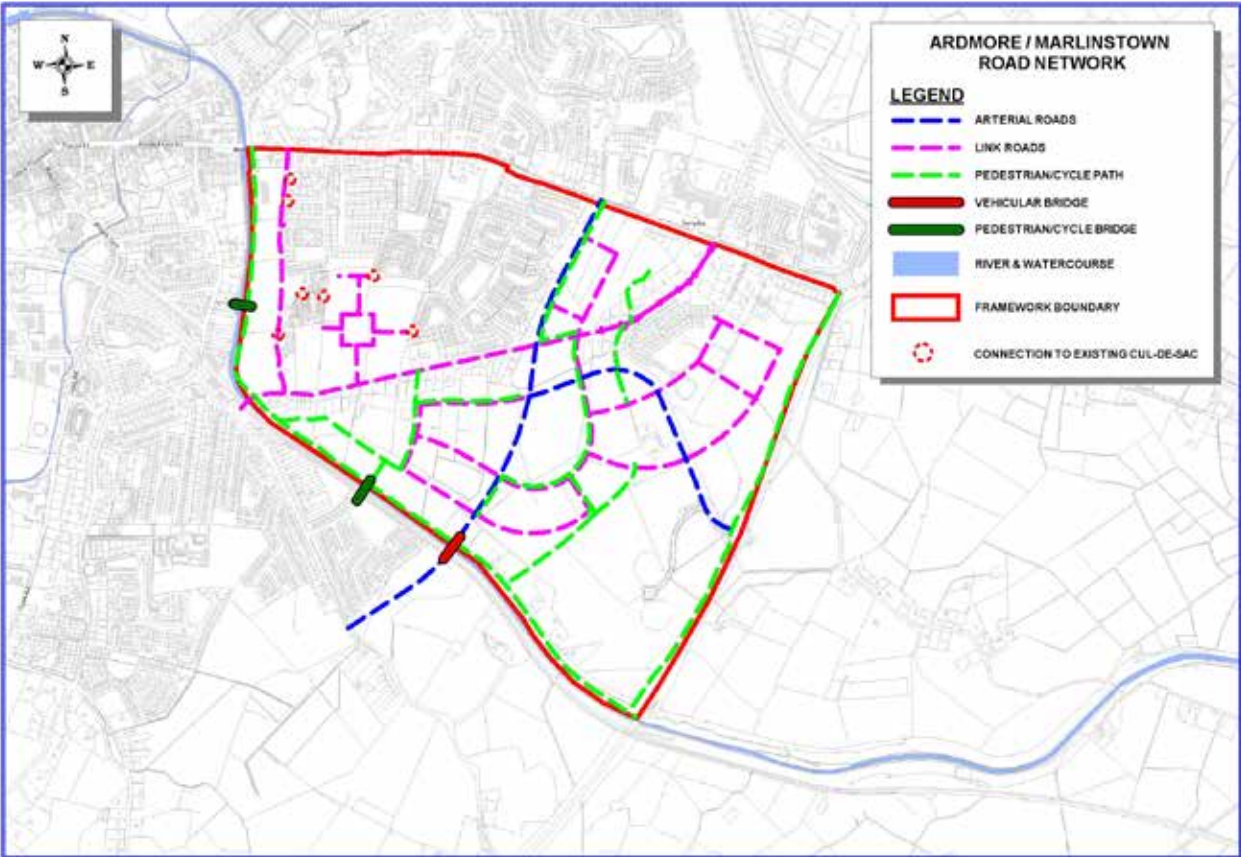 N
W E
S
ARDMORE / MARLINSTOWN
ROAD NETWORK
LEGEND
ARTERIAL ROADS
LINK ROADS
PEDESTRIAN/CYCLE PATH
VEHICULAR BRIDGE
PEDESTRIAN/CYCLE BRIDGE
RIVER & WATERCOURSE
FRAMEWORK BOUNDARY
CONNECTION TO EXISTING CUL-DE-SAC